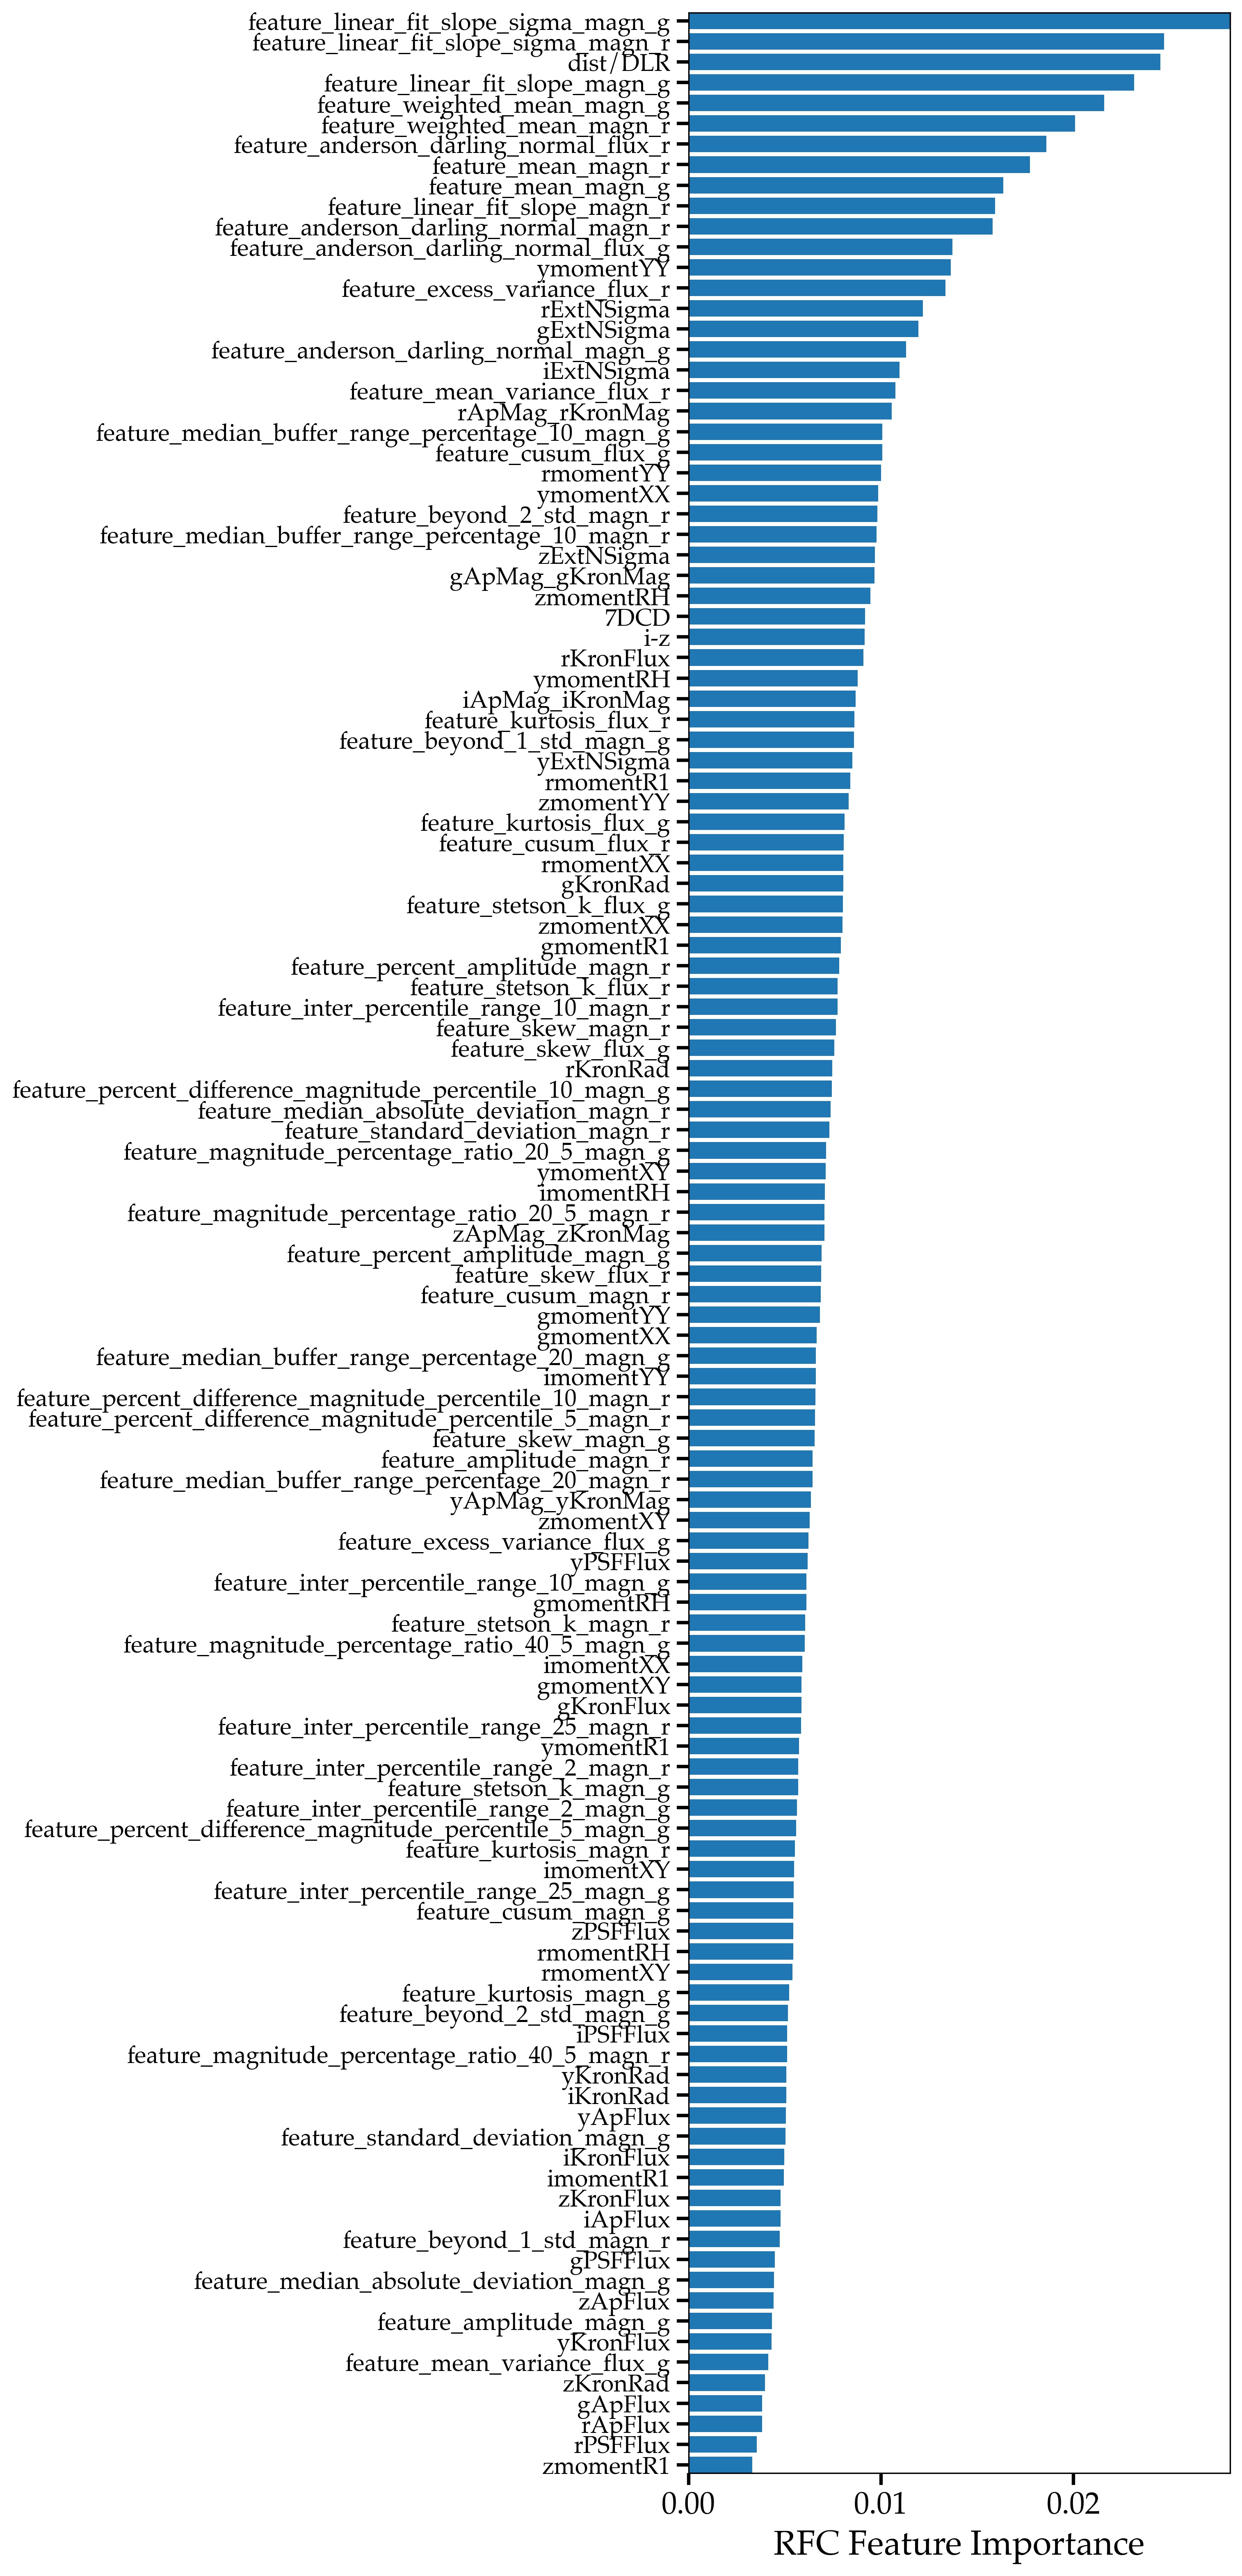 feature_linear_fit_slope_sigma_magn_g
feature_linear_fit_slope_sigma_magn_r
dist/DLR
feature_linear_fit_slope_magn_g
feature_weighted_mean_magn_g
feature_weighted_mean_magn_r
feature_anderson_darling_normal_flux_r
feature_mean_magn_r
feature_mean_magn_g
feature_linear_fit_slope_magn_r
feature_anderson_darling_normal_magn_r
feature_anderson_darling_normal_flux_g
ymomentYY
feature_excess_variance_flux_r
rExtNSigma
gExtNSigma
feature_anderson_darling_normal_magn_g
iExtNSigma
feature_mean_variance_flux_r
rApMag_rKronMag
feature_median_buffer_range_percentage_10_magn_g
feature_cusum_flux_g
rmomentYY
ymomentXX
feature_beyond_2_std_magn_r
feature_median_buffer_range_percentage_10_magn_r
zExtNSigma
gApMag_gKronMag
zmomentRH
7DCD
i-z
rKronFlux
ymomentRH
iApMag_iKronMag
feature_kurtosis_flux_r
feature_beyond_1_std_magn_g
yExtNSigma
rmomentR1
zmomentYY
feature_kurtosis_flux_g
feature_cusum_flux_r
rmomentXX
gKronRad
feature_stetson_k_flux_g
zmomentXX
gmomentR1
feature_percent_amplitude_magn_r
feature_stetson_k_flux_r
feature_inter_percentile_range_10_magn_r
feature_skew_magn_r
feature_skew_flux_g
rKronRad
feature_percent_difference_magnitude_percentile_10_magn_g
feature_median_absolute_deviation_magn_r
feature_standard_deviation_magn_r
feature_magnitude_percentage_ratio_20_5_magn_g
ymomentXY
imomentRH
feature_magnitude_percentage_ratio_20_5_magn_r
zApMag_zKronMag
feature_percent_amplitude_magn_g
feature_skew_flux_r
feature_cusum_magn_r
gmomentYY
gmomentXX
feature_median_buffer_range_percentage_20_magn_g
imomentYY
feature_percent_difference_magnitude_percentile_10_magn_r
feature_percent_difference_magnitude_percentile_5_magn_r
feature_skew_magn_g
feature_amplitude_magn_r
feature_median_buffer_range_percentage_20_magn_r
yApMag_yKronMag
zmomentXY
feature_excess_variance_flux_g
yPSFFlux
feature_inter_percentile_range_10_magn_g
gmomentRH
feature_stetson_k_magn_r
feature_magnitude_percentage_ratio_40_5_magn_g
imomentXX
gmomentXY
gKronFlux
feature_inter_percentile_range_25_magn_r
ymomentR1
feature_inter_percentile_range_2_magn_r
feature_stetson_k_magn_g
feature_inter_percentile_range_2_magn_g
feature_percent_difference_magnitude_percentile_5_magn_g
feature_kurtosis_magn_r
imomentXY
feature_inter_percentile_range_25_magn_g
feature_cusum_magn_g
zPSFFlux
rmomentRH
rmomentXY
feature_kurtosis_magn_g
feature_beyond_2_std_magn_g
iPSFFlux
feature_magnitude_percentage_ratio_40_5_magn_r
yKronRad
iKronRad
yApFlux
feature_standard_deviation_magn_g
iKronFlux
imomentR1
zKronFlux
iApFlux
feature_beyond_1_std_magn_r
gPSFFlux
feature_median_absolute_deviation_magn_g
zApFlux
feature_amplitude_magn_g
yKronFlux
feature_mean_variance_flux_g
zKronRad
gApFlux
rApFlux
rPSFFlux
zmomentR1
0.00 0.01 0.02
RFC Feature Importance